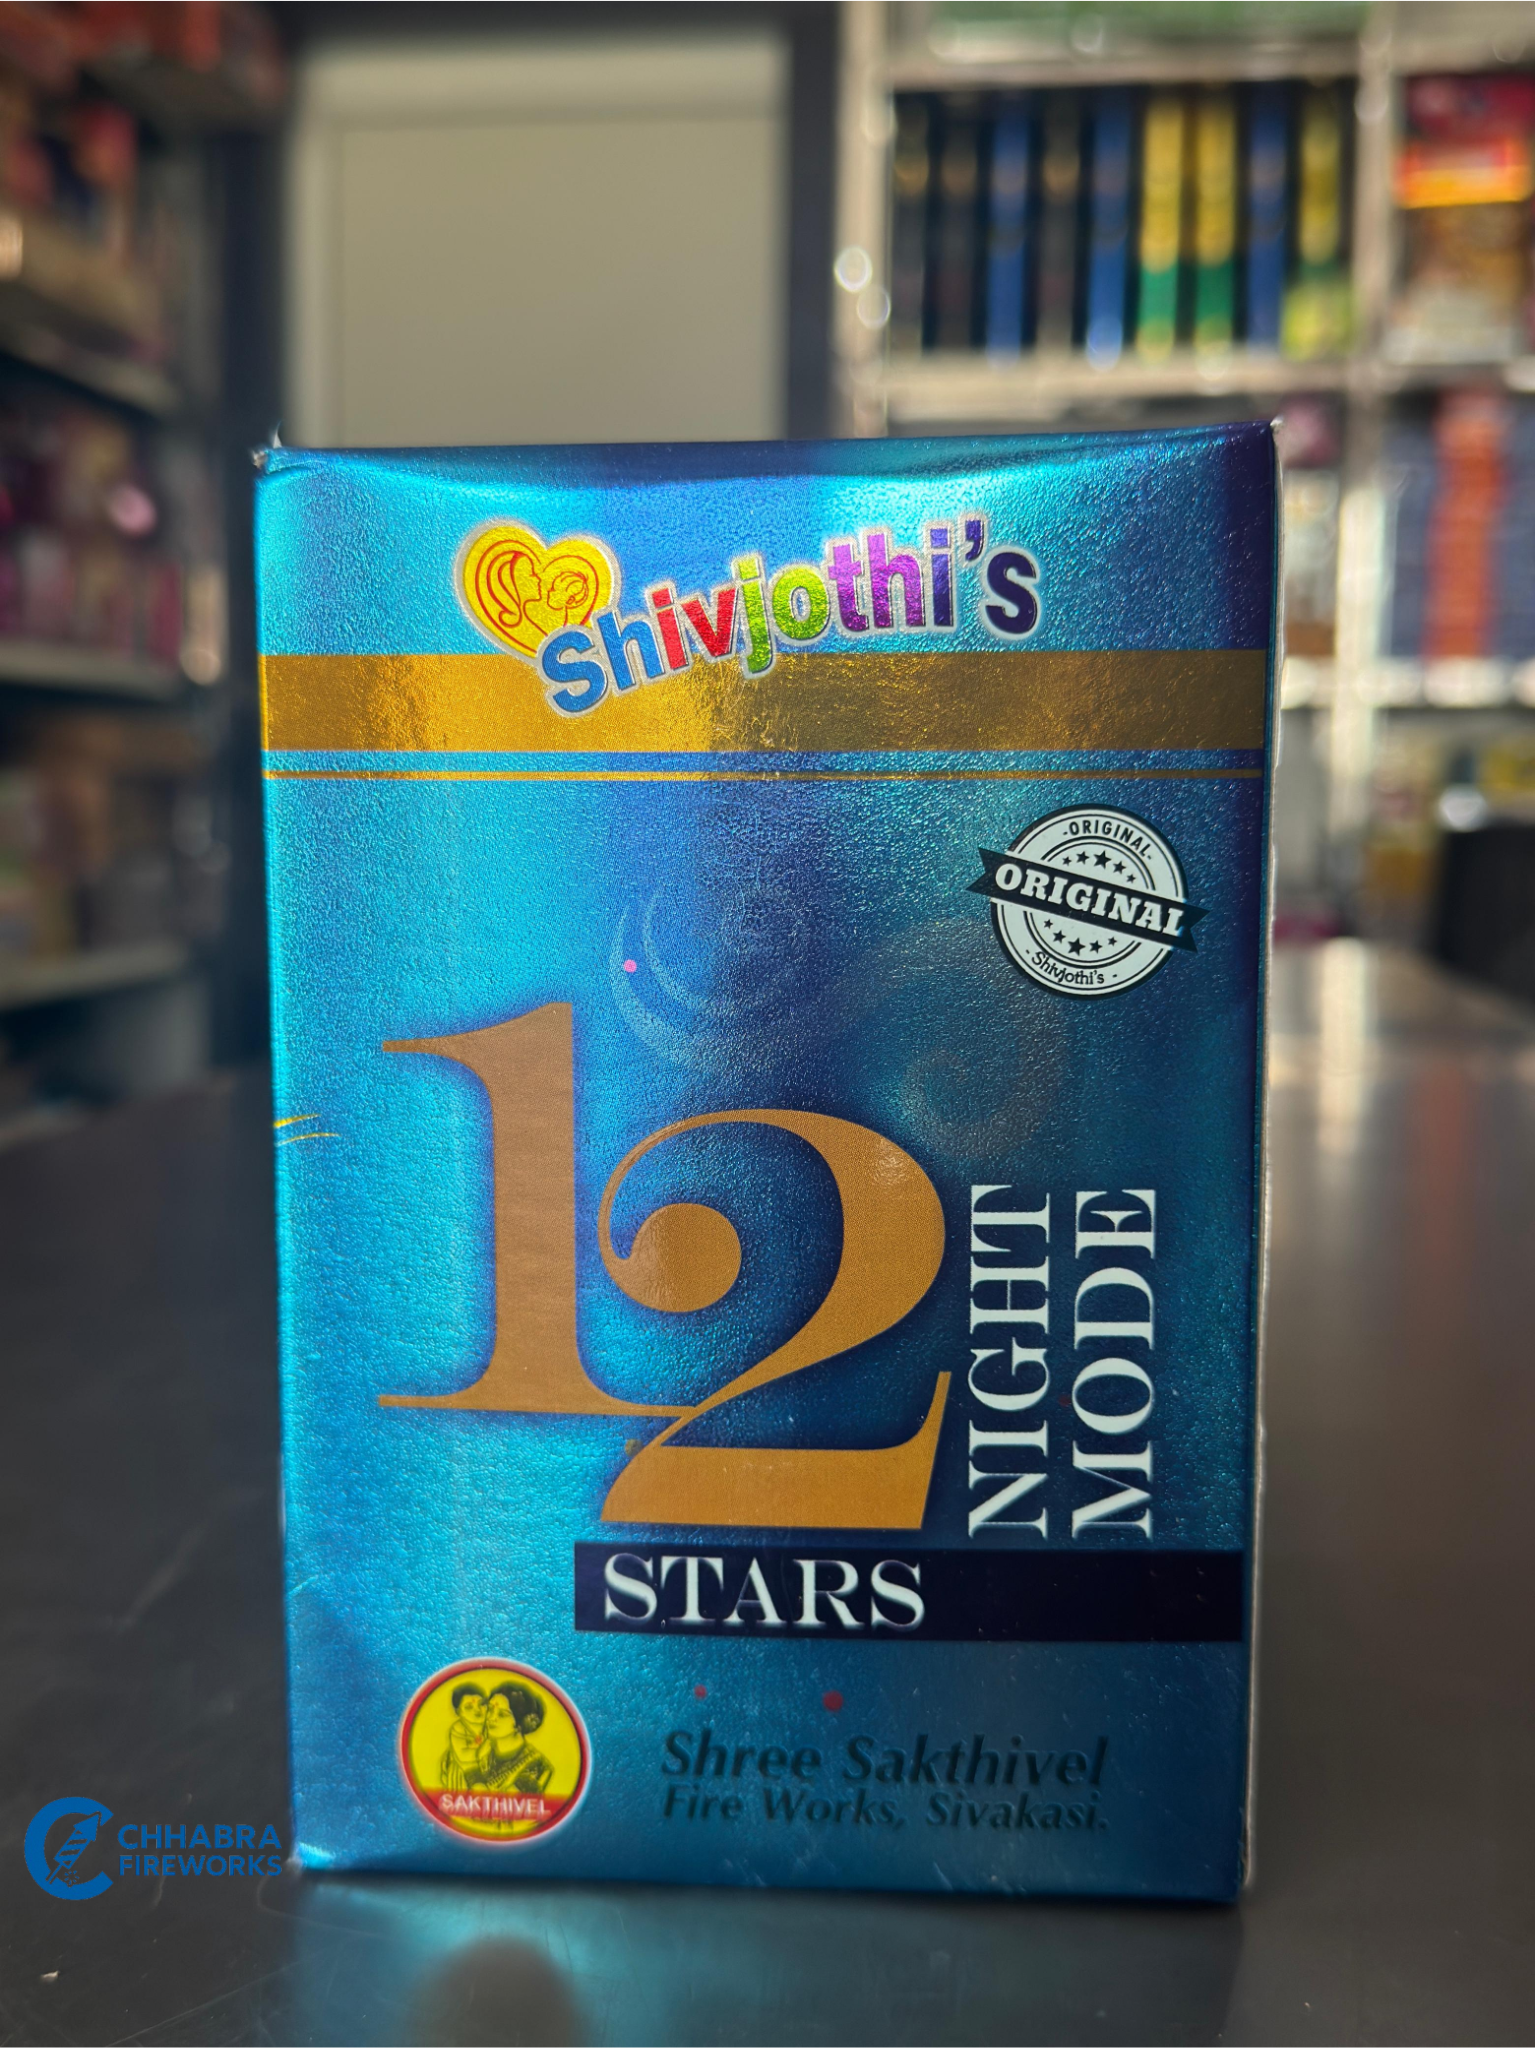 Shivjothi's
-ORIGINAL-
ORIGINAL
- Shivjothi's -
12
NIGHT
MODE
STARS
SAKTHIVEL
Shree Sakthivel
Fire Works, Sivakasi.
CHHABRA
FIREWORKS